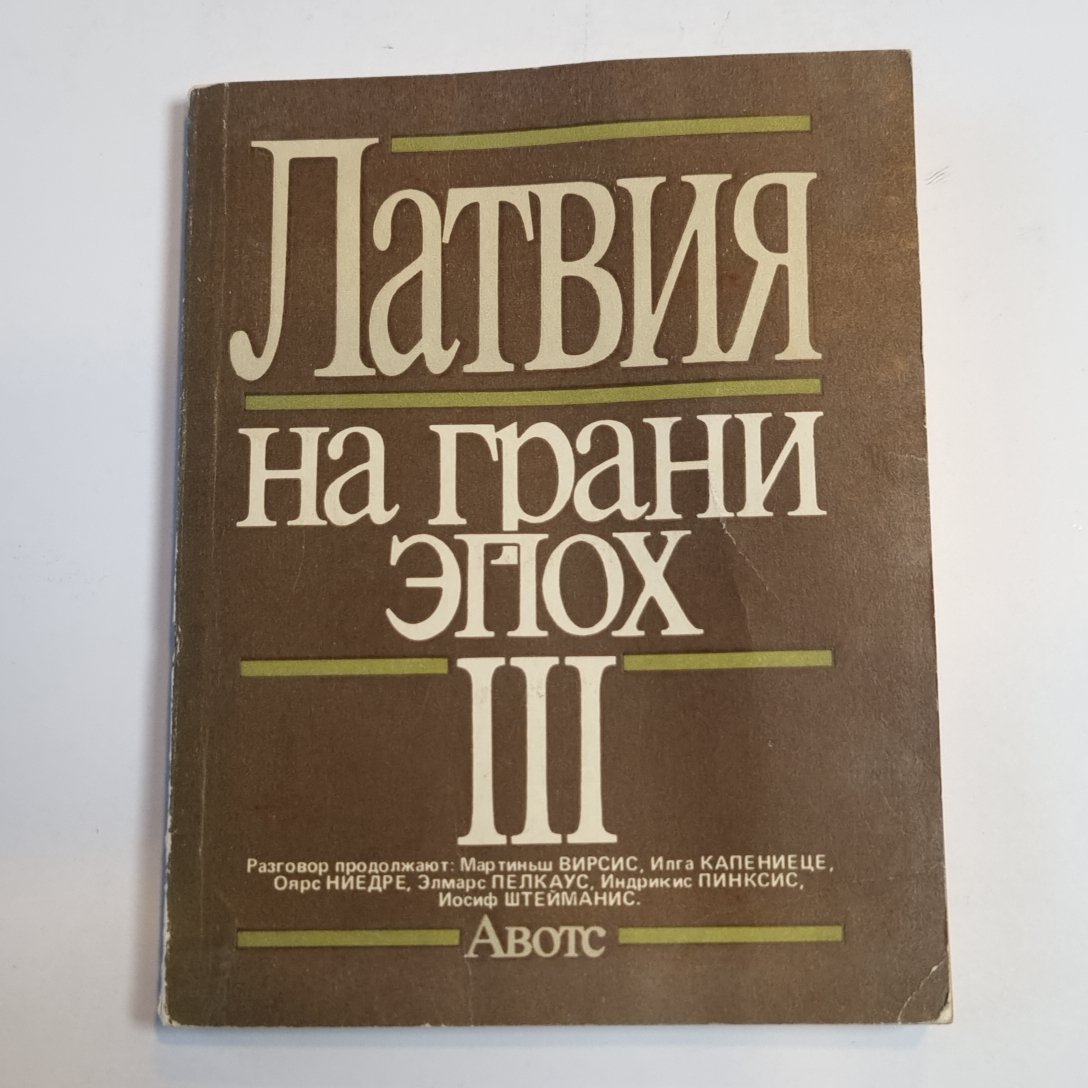 Латвия
на грани
эпох
III
Разговор продолжают: Мартиньш ВИРСИС, Илга КАПЕНИЕЦЕ,
Оярс НИЕДРЕ, Элмарс ПЕЛКАУС, Индрикис ПИНКСИС,
Иосиф ШТЕЙМАНИС.
Авотс